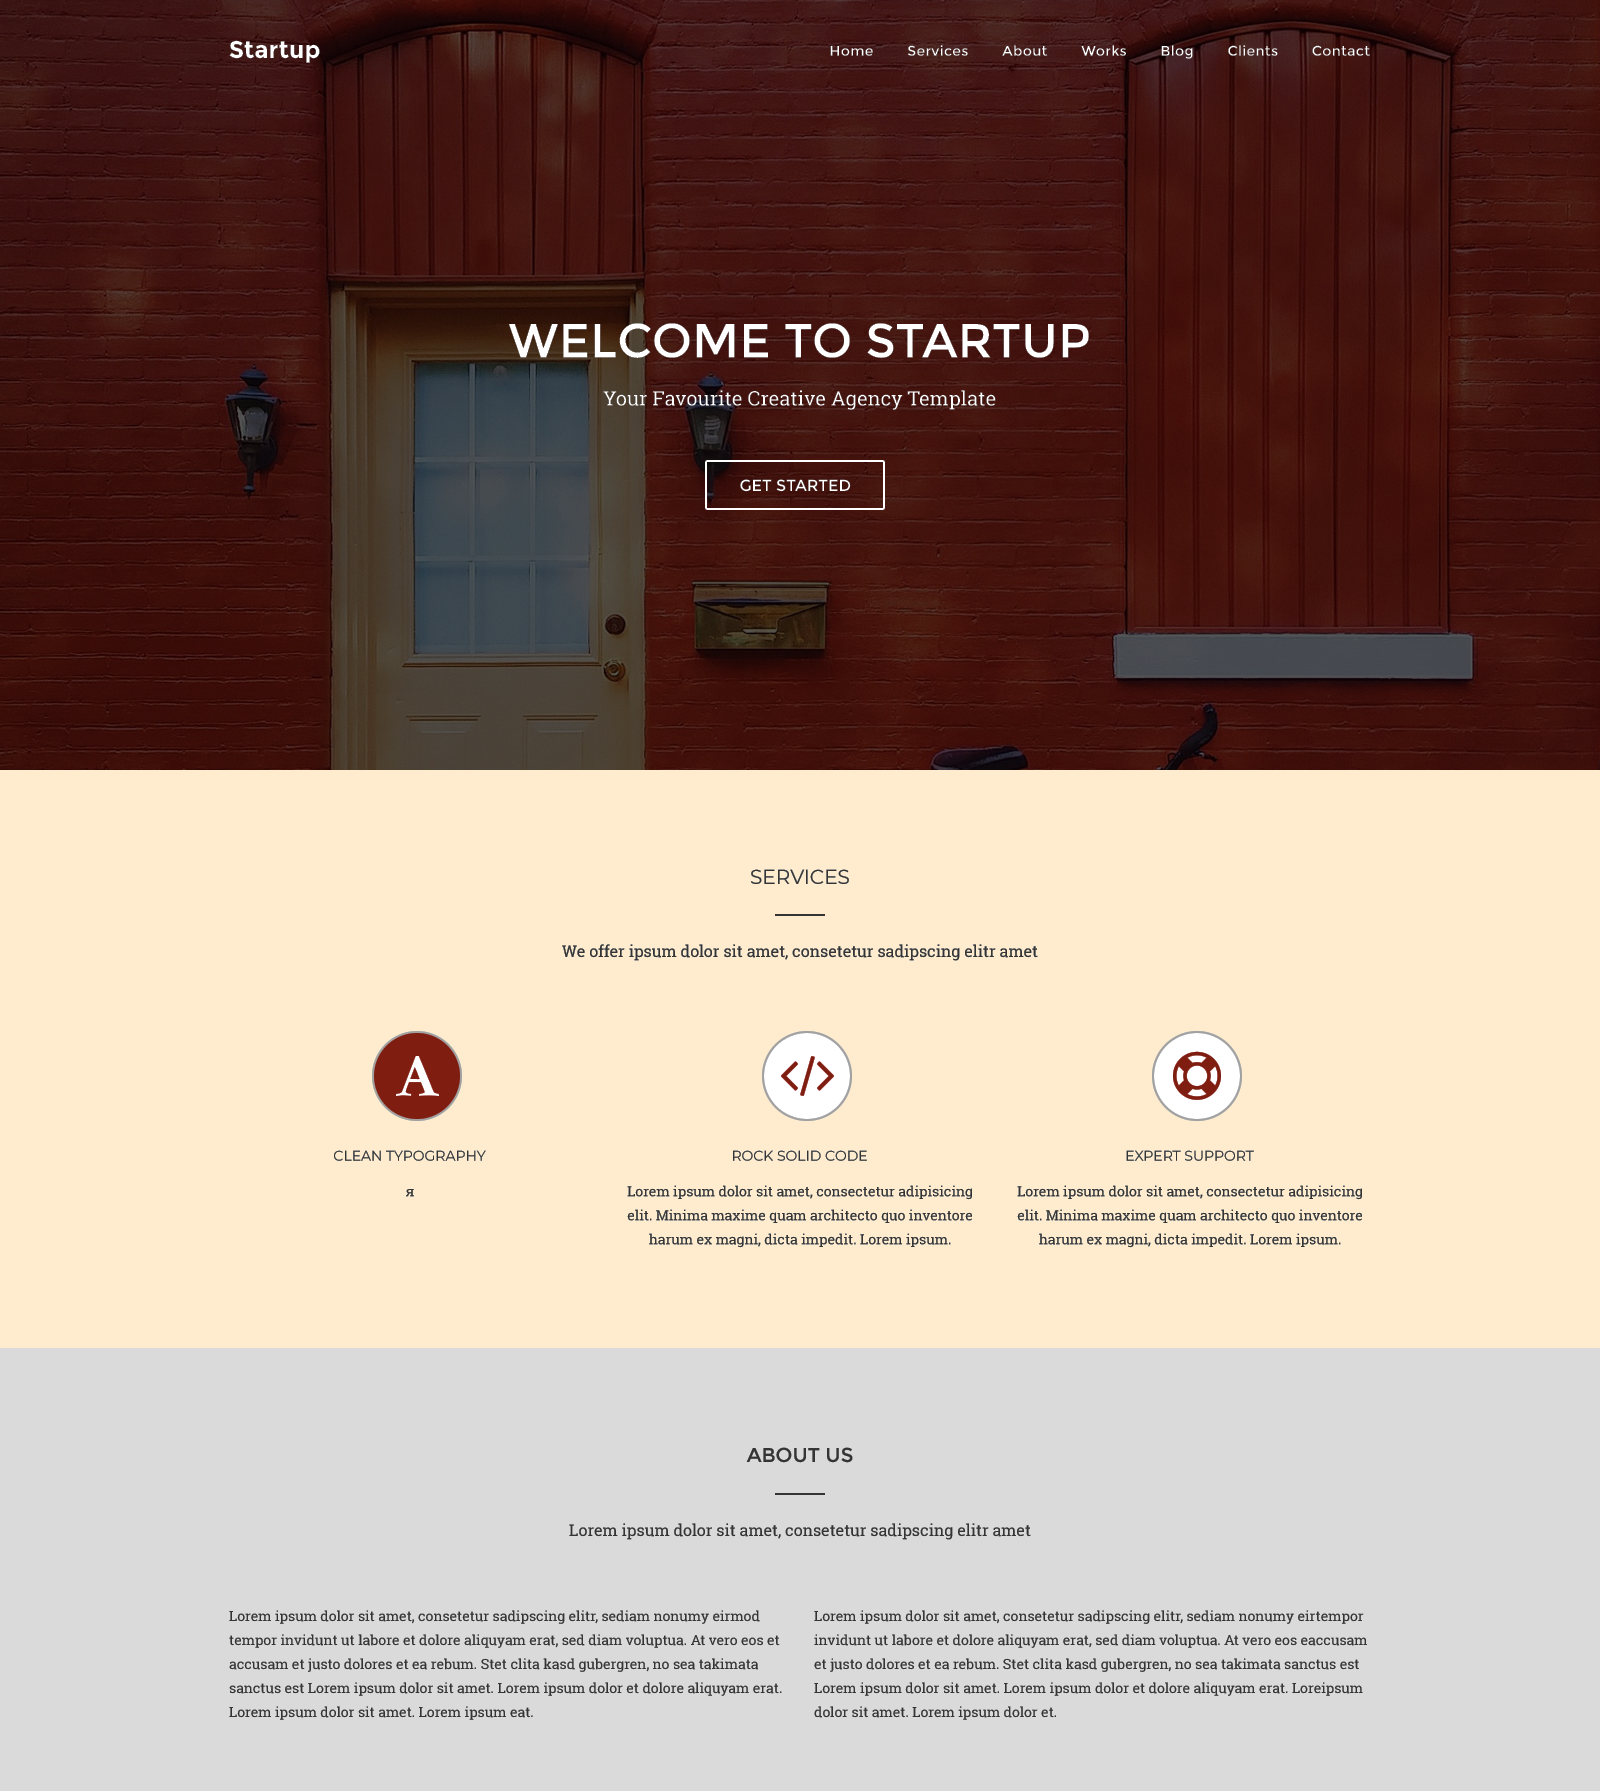 Startup
Home Services About Works Blog Clients Contact
WELCOME TO STARTUP
Your Favourite Creative Agency Template
GET STARTED
SERVICES
We offer ipsum dolor sit amet, consetetur sadipscing elitr amet
A
CLEAN TYPOGRAPHY
я
ROCK SOLID CODE
Lorem ipsum dolor sit amet, consectetur adipisicing
elit. Minima maxime quam architecto quo inventore
harum ex magni, dicta impedit. Lorem ipsum.
EXPERT SUPPORT
Lorem ipsum dolor sit amet, consectetur adipisicing
elit. Minima maxime quam architecto quo inventore
harum ex magni, dicta impedit. Lorem ipsum.
ABOUT US
Lorem ipsum dolor sit amet, consetetur sadipscing elitr amet
Lorem ipsum dolor sit amet, consetetur sadipscing elitr, sediam nonumy eirmod
tempor invidunt ut labore et dolore aliquyam erat, sed diam voluptua. At vero eos et
accusam et justo dolores et ea rebum. Stet clita kasd gubergren, no sea takimata
sanctus est Lorem ipsum dolor sit amet. Lorem ipsum dolor et dolore aliquyam erat.
Lorem ipsum dolor sit amet. Lorem ipsum eat.
Lorem ipsum dolor sit amet, consetetur sadipscing elitr, sediam nonumy eirtempor
invidunt ut labore et dolore aliquyam erat, sed diam voluptua. At vero eos eaccusam
et justo dolores et ea rebum. Stet clita kasd gubergren, no sea takimata sanctus est
Lorem ipsum dolor sit amet. Lorem ipsum dolor et dolore aliquyam erat. Loreipsum
dolor sit amet. Lorem ipsum dolor et.